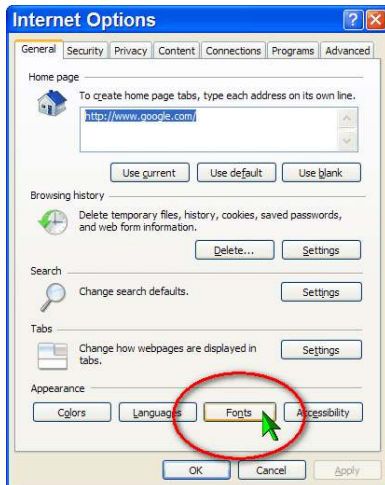 Internet Options
General Security Privacy Content Connections Programs Advanced
Home page
To create home page tabs, type each address on its own line.
http://www.google.com/
Use current Use default Use blank
Browsing history
Delete temporary files, history, cookies, saved passwords,
and web form information.
Delete... Settings
Search
Change search defaults.
Settings
Tabs
Change how webpages are displayed in
tabs.
Settings
Appearance
Colors Languages Fonts Accessibility
OK Cancel Apply